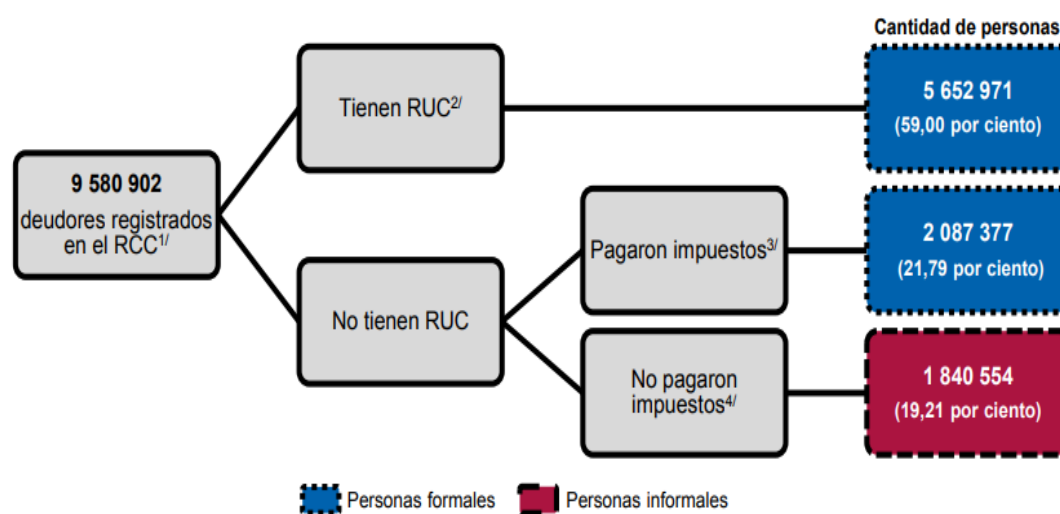 Cantidad de personas
Tienen RUC2/
5 652 971
(59,00 por ciento)
9 580 902
deudores registrados
en el RCC1/
Pagaron impuestos3/
2 087 377
(21,79 por ciento)
No tienen RUC
No pagaron
impuestos4/
1 840 554
(19,21 por ciento)
Personas formales
Personas informales